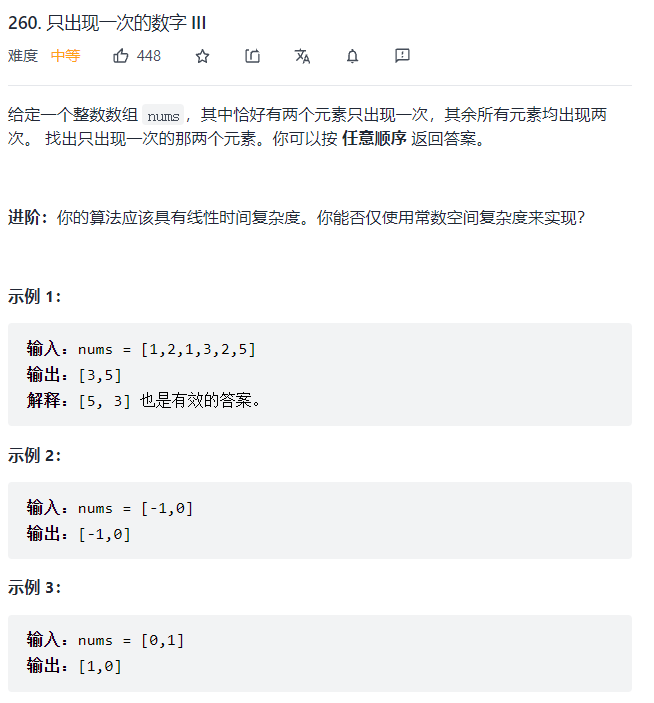 260. 只出现一次的数字 III
难度 中等 448
给定一个整数数组 nums，其中恰好有两个元素只出现一次，其余所有元素均出现两
次。 找出只出现一次的那两个元素。你可以按 任意顺序 返回答案。
进阶：你的算法应该具有线性时间复杂度。你能否仅使用常数空间复杂度来实现？
示例 1：
输入：nums = [1,2,1,3,2,5]
输出：[3,5]
解释：[5, 3] 也是有效的答案。
示例 2：
输入：nums = [-1,0]
输出：[-1,0]
示例 3：
输入：nums = [0,1]
输出：[1,0]